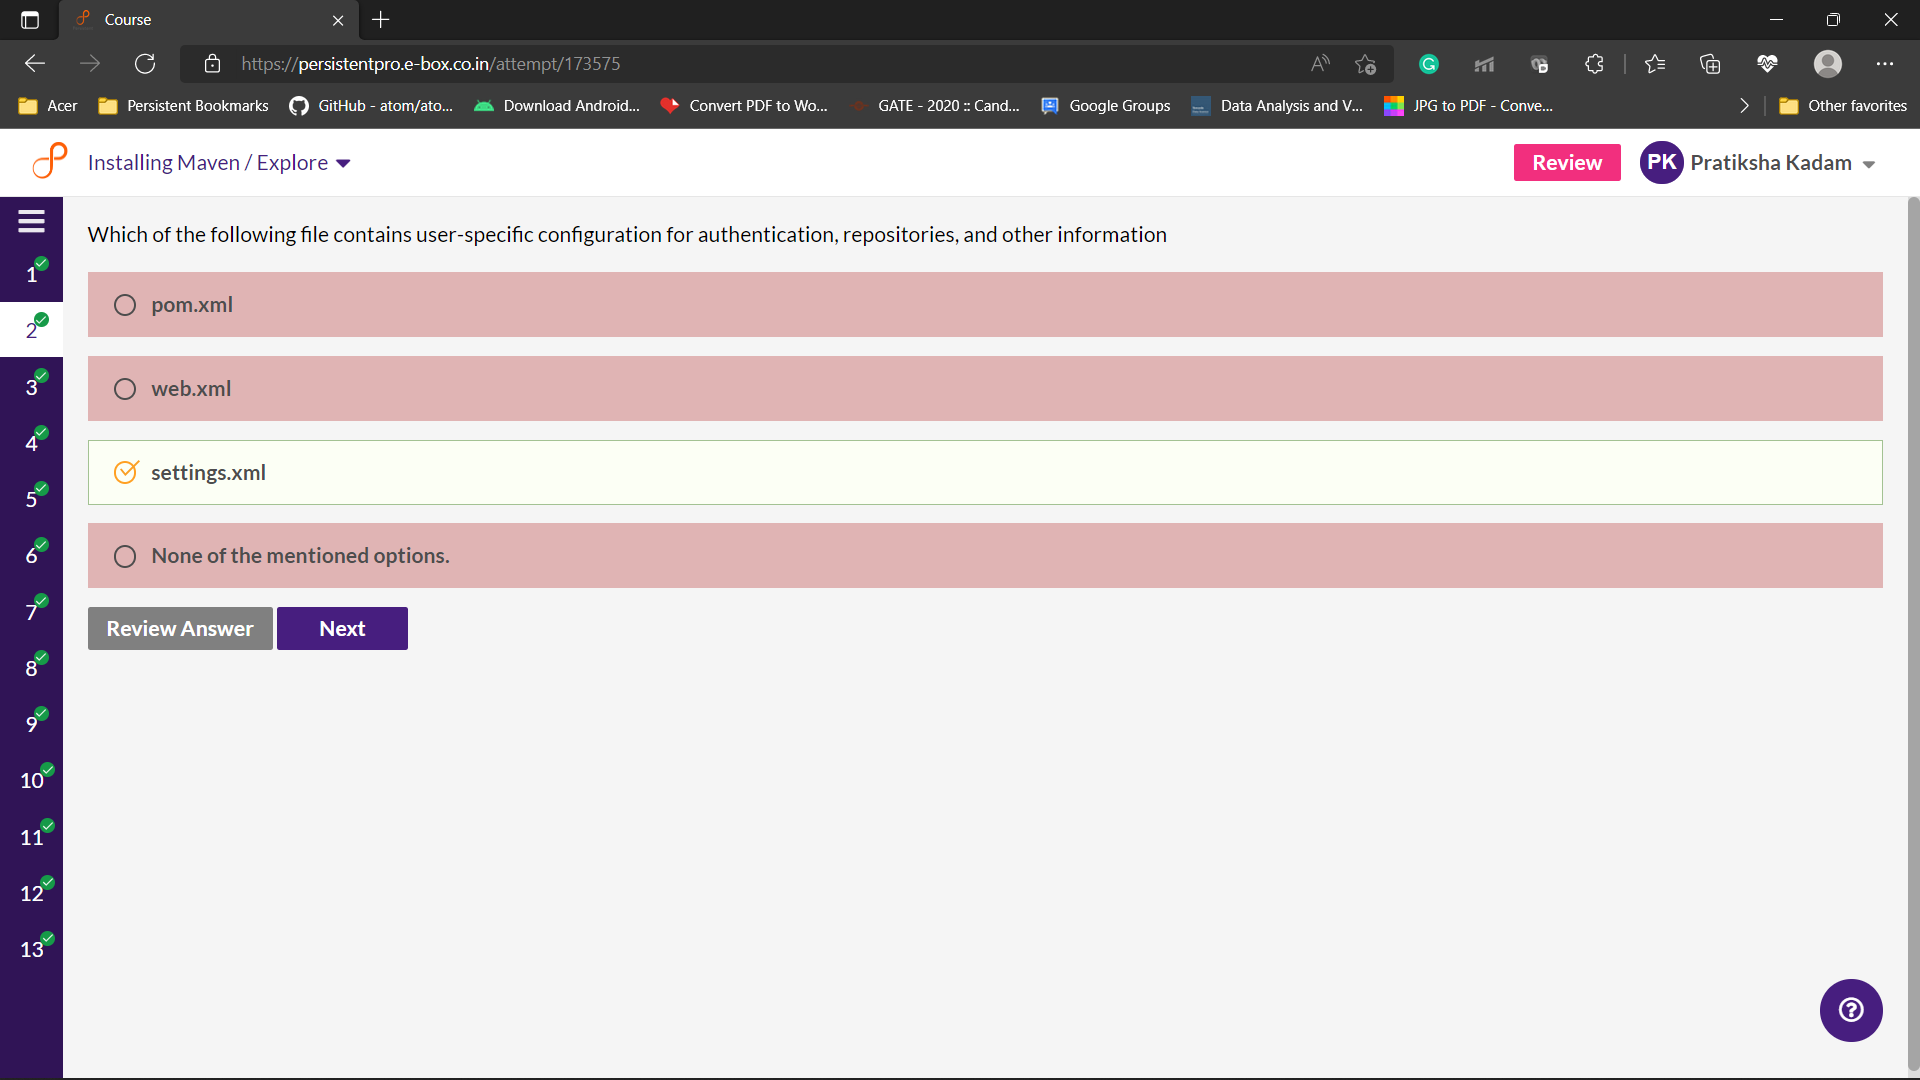 Course
https://persistentpro.e-box.co.in/attempt/173575
Acer
Persistent Bookmarks
GitHub - atom/ato...
Download Android...
Convert PDF to Wo...
GATE - 2020 :: Cand...
Google Groups
Data Analysis and V...
JPG to PDF - Conve...
Other favorites
Installing Maven / Explore
Review
PK
Pratiksha Kadam
Which of the following file contains user-specific configuration for authentication, repositories, and other information
1
pom.xml
2
web.xml
3
4
settings.xml
5
6
None of the mentioned options.
7
Review Answer
Next
8
9
10
11
12
13